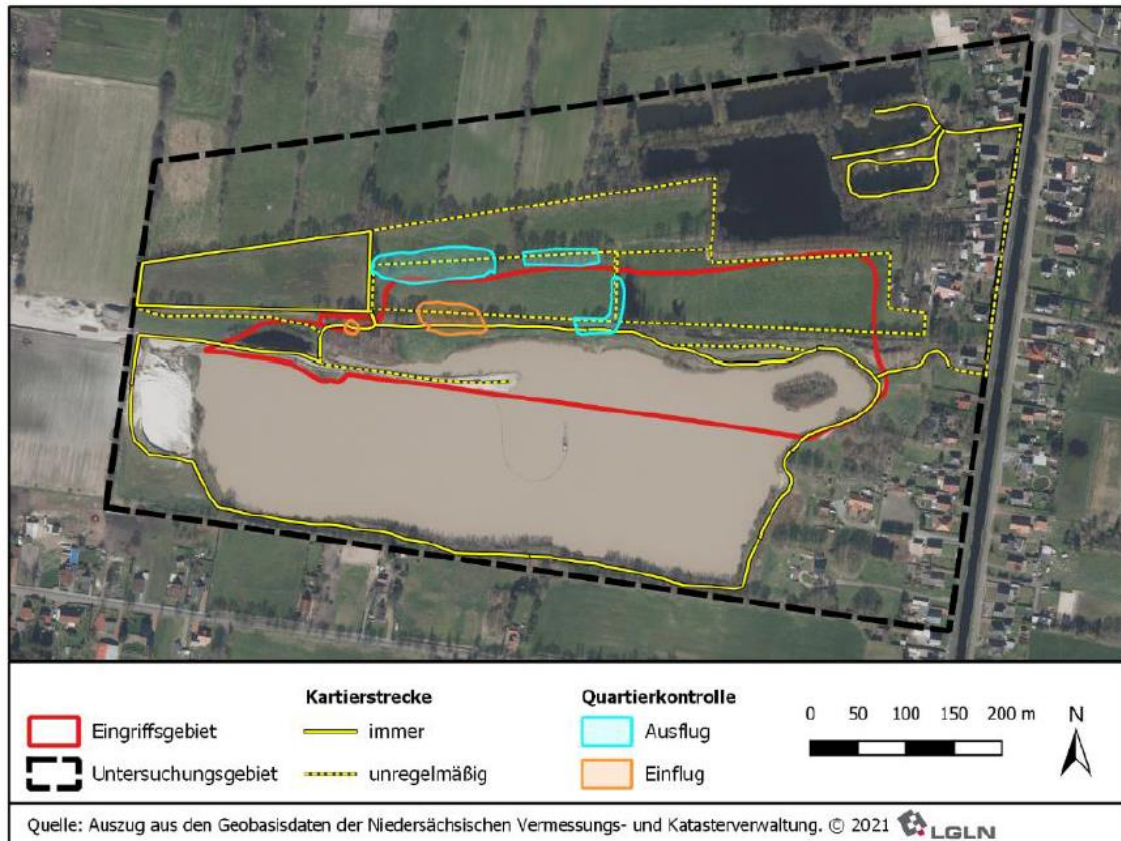 Eingriffsgebiet
Untersuchungsgebiet
Kartierstrecke
immer
unregelmäßig
Quartierkontrolle
Ausflug
Einflug
0 50 100 150 200 m
N
Quelle: Auszug aus den Geobasisdaten der Niedersächsischen Vermessungs- und Katasterverwaltung. © 2021 LGLN